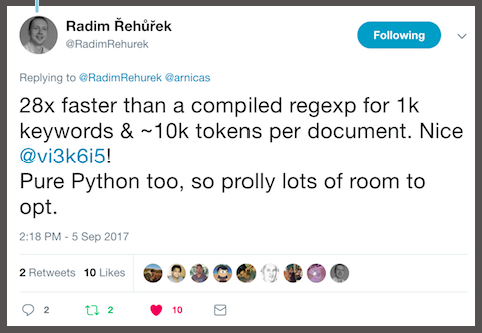 Radim Řehůřek
@RadimRehurek
Following
Replying to @RadimRehurek @arnicas
28x faster than a compiled regexp for 1k
keywords & ~10k tokens per document. Nice
@vi3k6i5!
Pure Python too, so prolly lots of room to
opt.
2:18 PM - 5 Sep 2017
2 Retweets 10 Likes
2 2 10